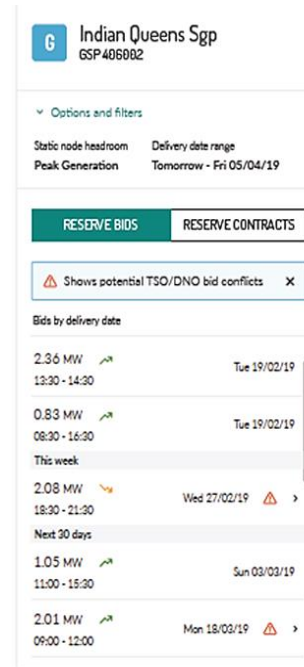 G
Indian Queens Sgp
GSP406002
Options and filters
Static node headroom Delivery date range
Peak Generation Tomorrow - Fri 05/04/19
RESERVE BIDS RESERVE CONTRACTS
Shows potential TSO/DNO bid conflicts ×
Bids by delivery date
2.36 MW Tue 19/02/19
13:30 - 14:30
0.83 MW Tue 19/02/19
08:30 - 16:30
This week
2.08 MW Wed 27/02/19
18:30 - 21:30
Next 30 days
1.05 MW Sun 03/03/19
11:00 - 15:30
2.01 MW Mon 18/03/19
09:00 - 12:00